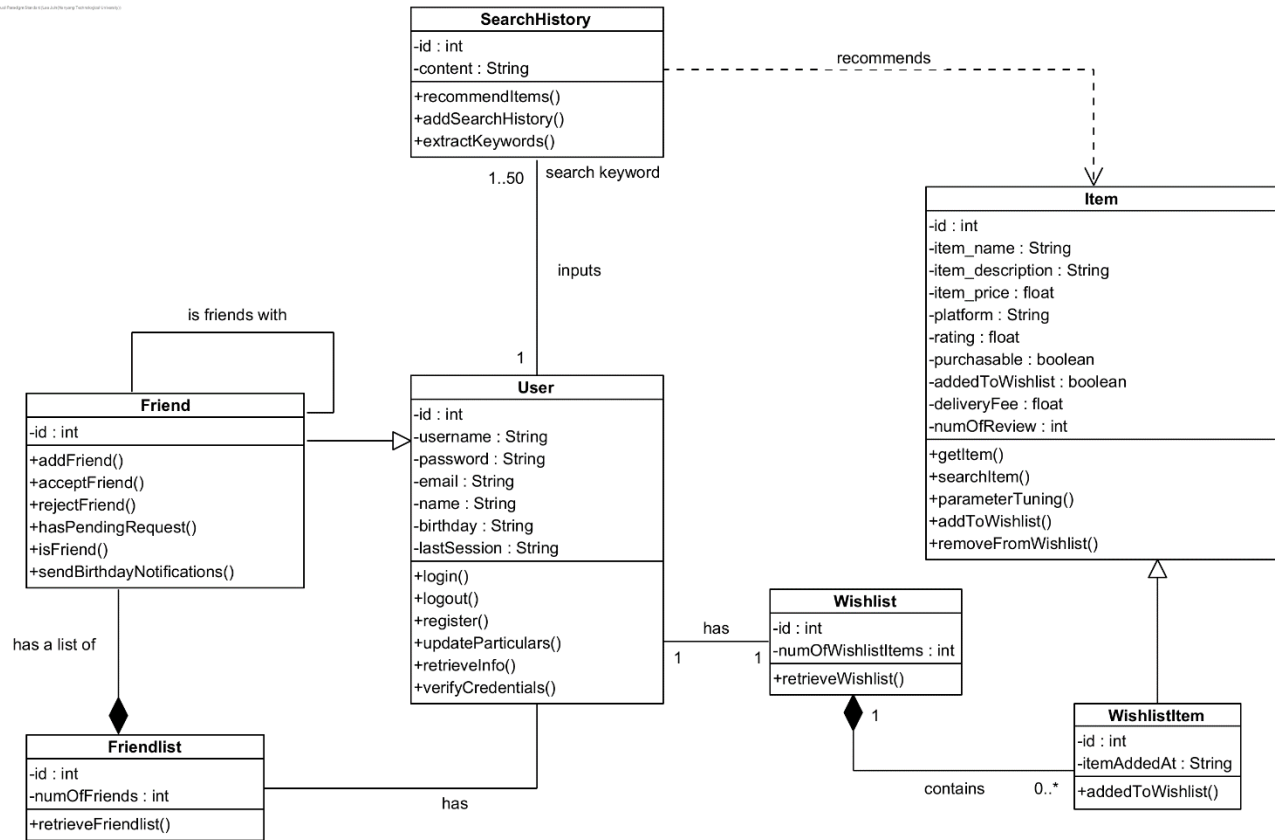 SearchHistory
-id : int
-content : String
+recommendItems()
+addSearchHistory()
+extractKeywords()
recommends
1..50
search keyword
inputs
1
Item
-id : int
-item_name : String
-item_description : String
-item_price : float
-platform : String
-rating : float
-purchasable : boolean
-addedToWishlist : boolean
-deliveryFee : float
-numOfReview : int
+getItem()
+searchItem()
+parameterTuning()
+addToWishlist()
+removeFromWishlist()
is friends with
Friend
-id : int
+addFriend()
+acceptFriend()
+rejectFriend()
+hasPendingRequest()
+isFriend()
+sendBirthdayNotifications()
User
-id : int
-username : String
-password : String
-email : String
-name : String
-birthday : String
-lastSession : String
+login()
+logout()
+register()
+updateParticulars()
+retrieveInfo()
+verifyCredentials()
has
1
1
Wishlist
-id : int
-numOfWishlistItems : int
+retrieveWishlist()
has a list of
1
contains
0..*
WishlistItem
-id : int
-itemAddedAt : String
+addedToWishlist()
Friendlist
-id : int
-numOfFriends : int
+retrieveFriendlist()
has